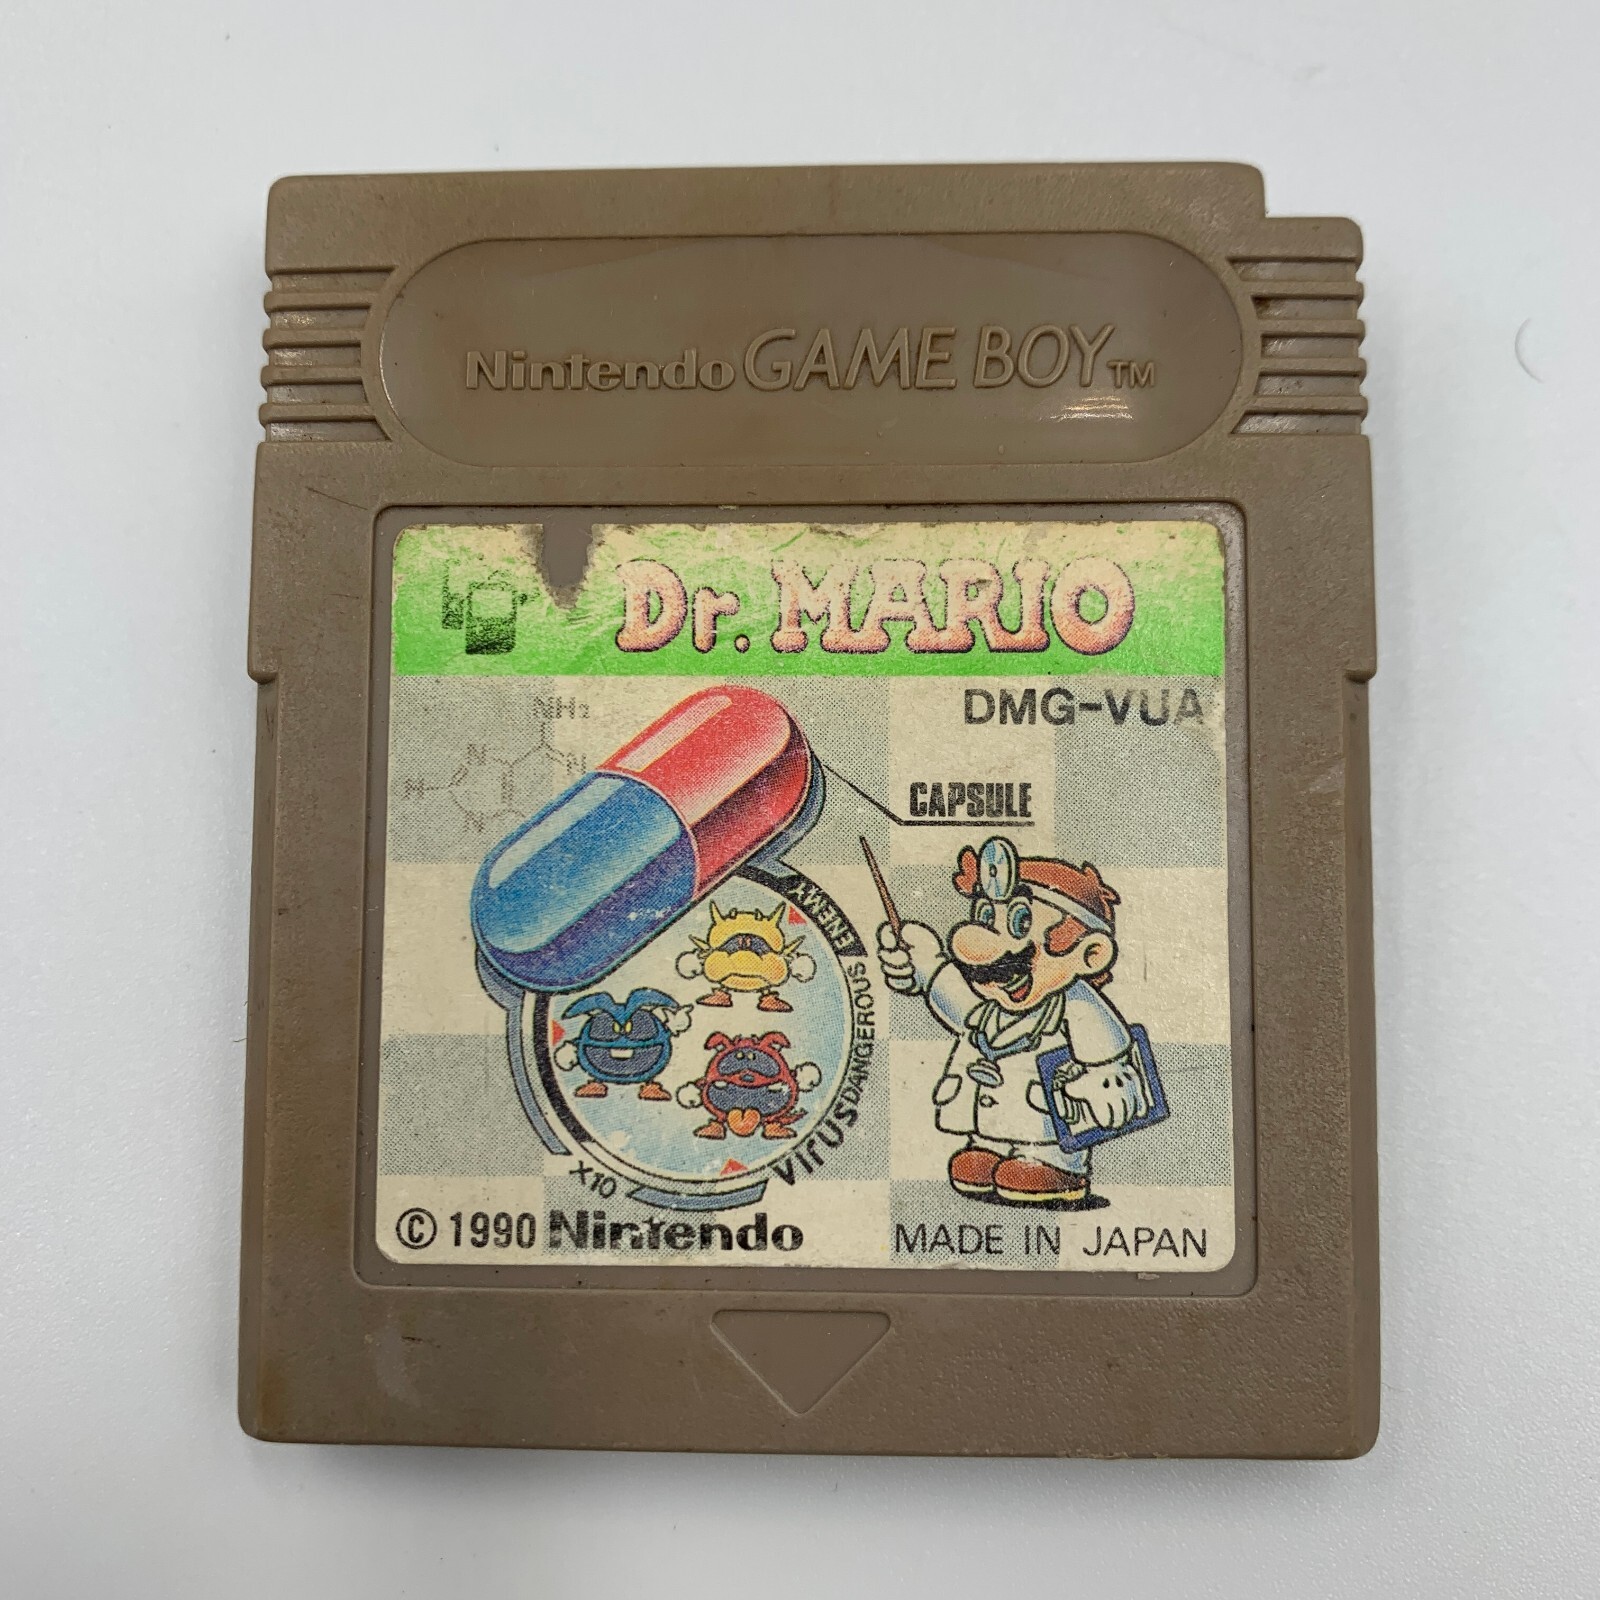 Nintendo GAME BOY TM
Dr. MARIO
DMG-VUA
NH2
N
N
H
N
CAPSULE
ENEMY
VIRUS DANGEROUS
X10
© 1990 Nintendo
MADE IN JAPAN